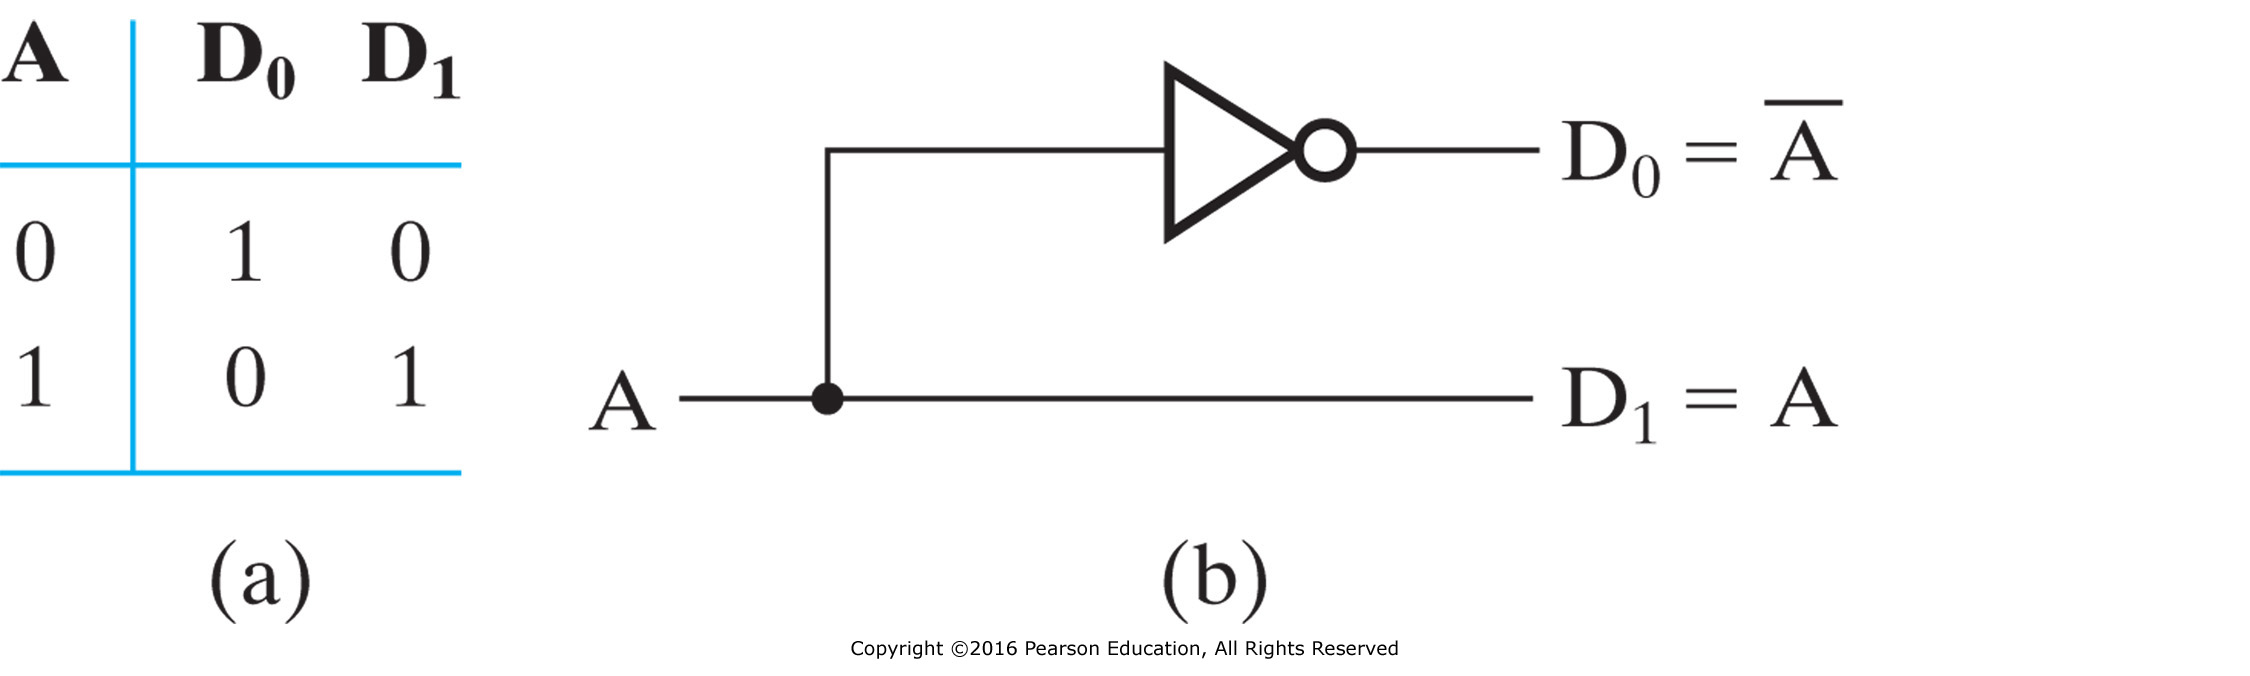 A D₀ D₁
0 1 0
1 0 1
(a)
D₀ = A̅
A D₁ = A
(b)
Copyright ©2016 Pearson Education, All Rights Reserved